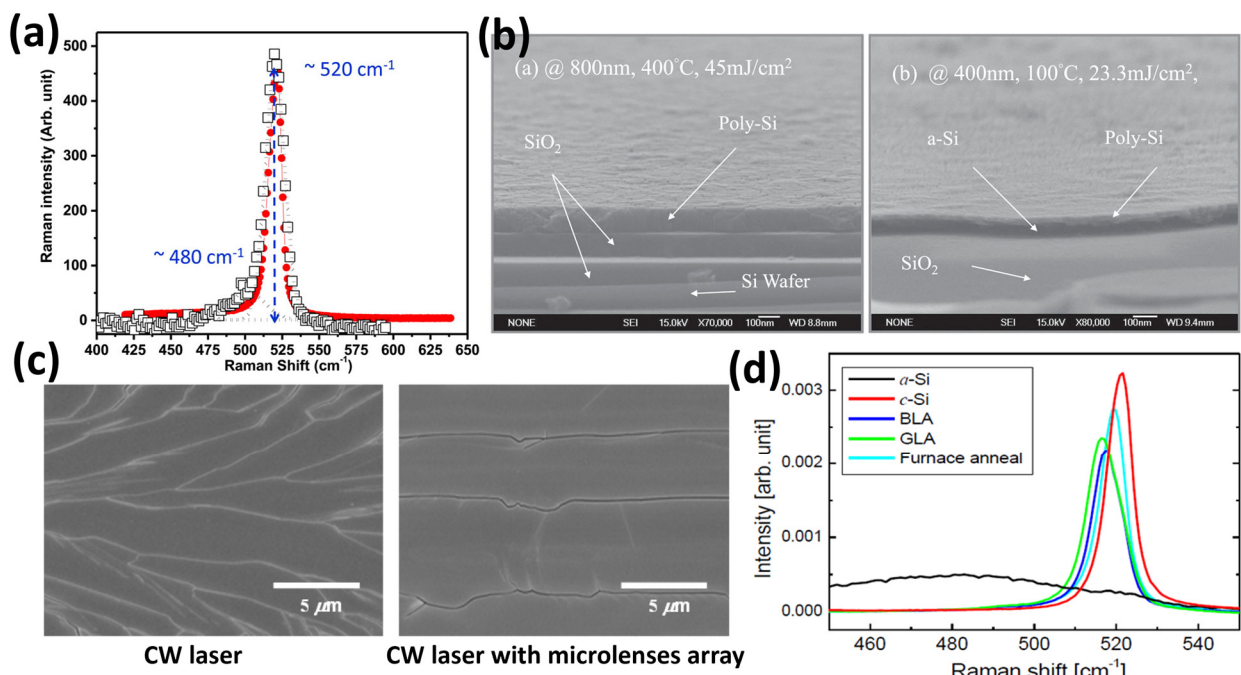 (a)
Raman intensity (Arb. unit)
500
400
300
200
100
0
~ 520 cm-1
~ 480 cm-1
400 425 450 475 500 525 550 575 600 625 650
Raman Shift (cm-1)
(b)
(a) @ 800nm, 400°C, 45mJ/cm2
Poly-Si
SiO2
Si Wafer
NONE SEI 15.0kV X70,000 100nm WD 8.8mm
(b) @ 400nm, 100°C, 23.3mJ/cm2,
a-Si
Poly-Si
SiO2
NONE SEI 15.0kV X80,000 100nm WD 9.4mm
(c)
5 μm
CW laser
5 μm
CW laser with microlenses array
(d)
Intensity [arb. unit]
0.003
0.002
0.001
0.000
a-Si
c-Si
BLA
GLA
Furnace anneal
460 480 500 520 540
Raman shift [cm-1]